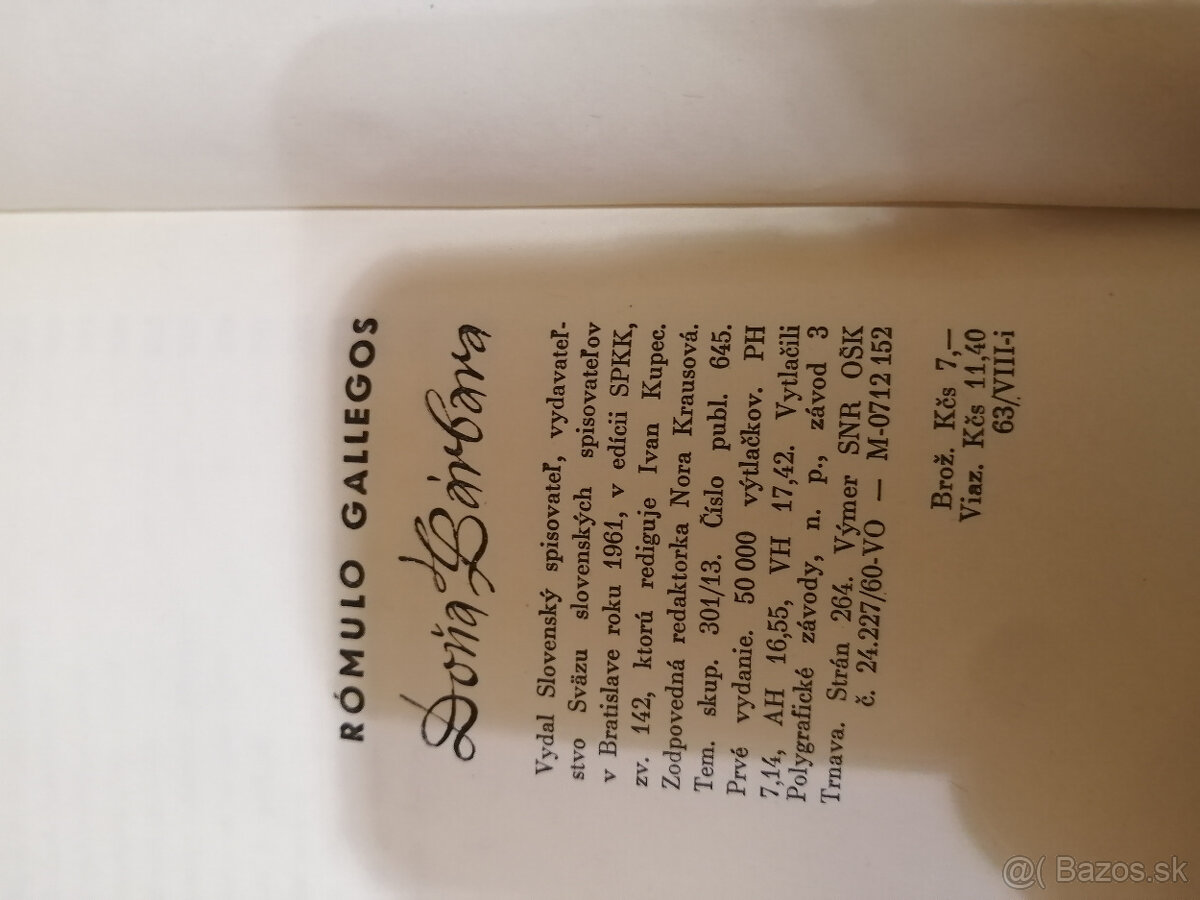 RÓMULO GALLEGOS
Doña Bárbara
Vydal Slovenský spisovateľ, vydavateľ-
stvo Sväzu slovenských spisovateľov
v Bratislave roku 1961, v edícii SPKK,
zv. 142, ktorú rediguje Ivan Kupec.
Zodpovedná redaktorka Nora Krausová.
Tem. skup. 301/13. Číslo publ. 645.
Prvé vydanie. 50 000 výtlačkov. PH
7,14, AH 16,55, VH 17,42. Vytlačili
Polygrafické závody, n. p., závod 3
Trnava. Strán 264. Výmer SNR OŠK
č. 24.227/60-VO — M-0712 152
Brož. Kčs 7,—
Viaz. Kčs 11,40
63/VIII-i
@( Bazos.sk